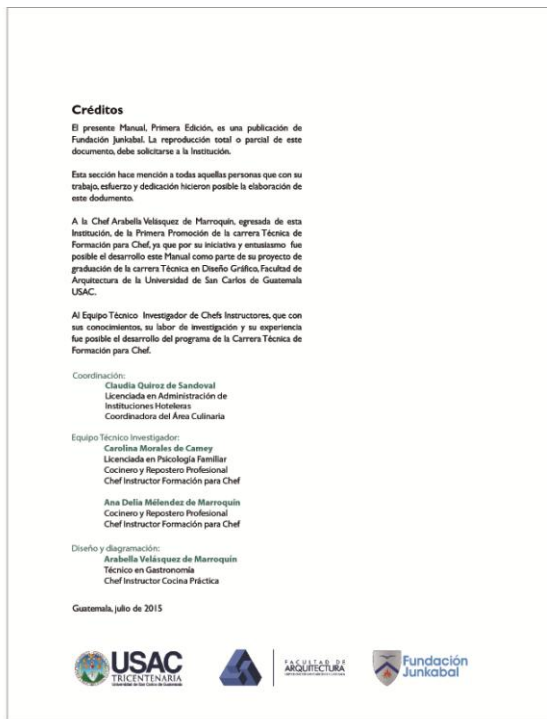 Créditos
El presente Manual, Primera Edición, es una publicación de
Fundación Junkabal. La reproducción total o parcial de este
documento, debe solicitarse a la Institución.
Esta sección hace mención a todas aquellas personas que con su
trabajo, esfuerzo y dedicación hicieron posible la elaboración de
este dodumento.
A la Chef Arabella Velásquez de Marroquín, egresada de esta
Institución, de la Primera Promoción de la carrera Técnica de
Formación para Chef, ya que por su iniciativa y entusiasmo fue
posible el desarrollo este Manual como parte de su proyecto de
graduación de la carrera Técnica en Diseño Gráfico, Facultad de
Arquitectura de la Universidad de San Carlos de Guatemala
USAC.
Al Equipo Técnico Investigador de Chefs Instructores, que con
sus conocimientos, su labor de investigación y su experiencia
fue posible el desarrollo del programa de la Carrera Técnica de
Formación para Chef.
Coordinación:
Claudia Quiroz de Sandoval
Licenciada en Administración de
Instituciones Hoteleras
Coordinadora del Área Culinaria
Equipo Técnico Investigador:
Carolina Morales de Camey
Licenciada en Psicología Familiar
Cocinero y Repostero Profesional
Chef Instructor Formación para Chef
Ana Delia Mélendez de Marroquín
Cocinero y Repostero Profesional
Chef Instructor Formación para Chef
Diseño y diagramación:
Arabella Velásquez de Marroquín
Técnico en Gastronomía
Chef Instructor Cocina Práctica
Guatemala, julio de 2015
USAC
TRICENTENARIA
Universidad de San Carlos de Guatemala
FACULTAD DE
ARQUITECTURA
Fundación
Junkabal